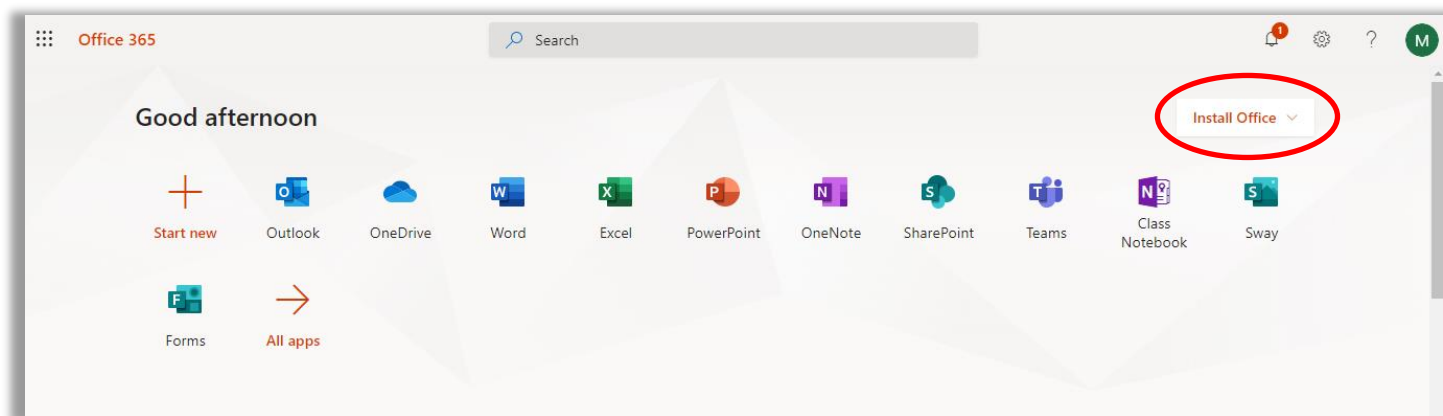 Office 365
Search
1
?
M
Good afternoon
Install Office
Start new
O
Outlook
OneDrive
W
Word
X
Excel
P
PowerPoint
N
OneNote
S
SharePoint
T
Teams
N
Class
Notebook
S
Sway
F
Forms
All apps